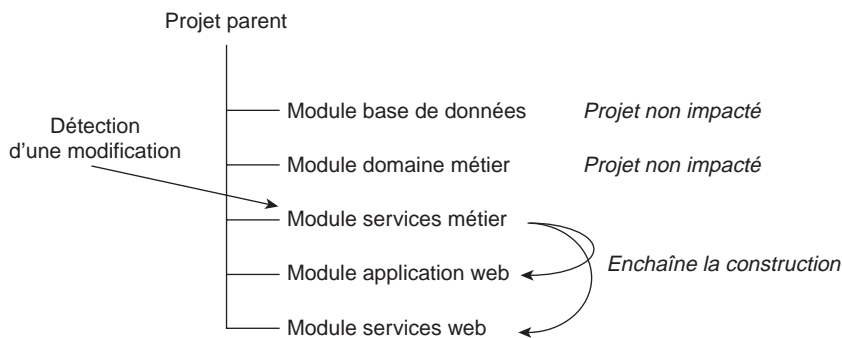 Projet parent
Module base de données Projet non impacté
Détection
d'une modification
Module domaine métier Projet non impacté
Module services métier
Module application web
Enchaîne la construction
Module services web